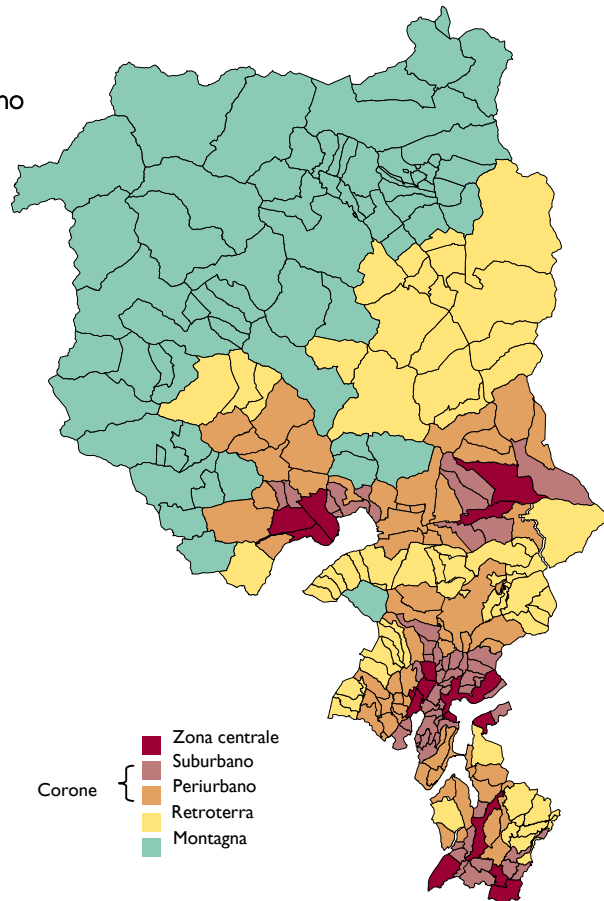 Zona centrale
Suburbano
Corone
Periurbano
Retroterra
Montagna